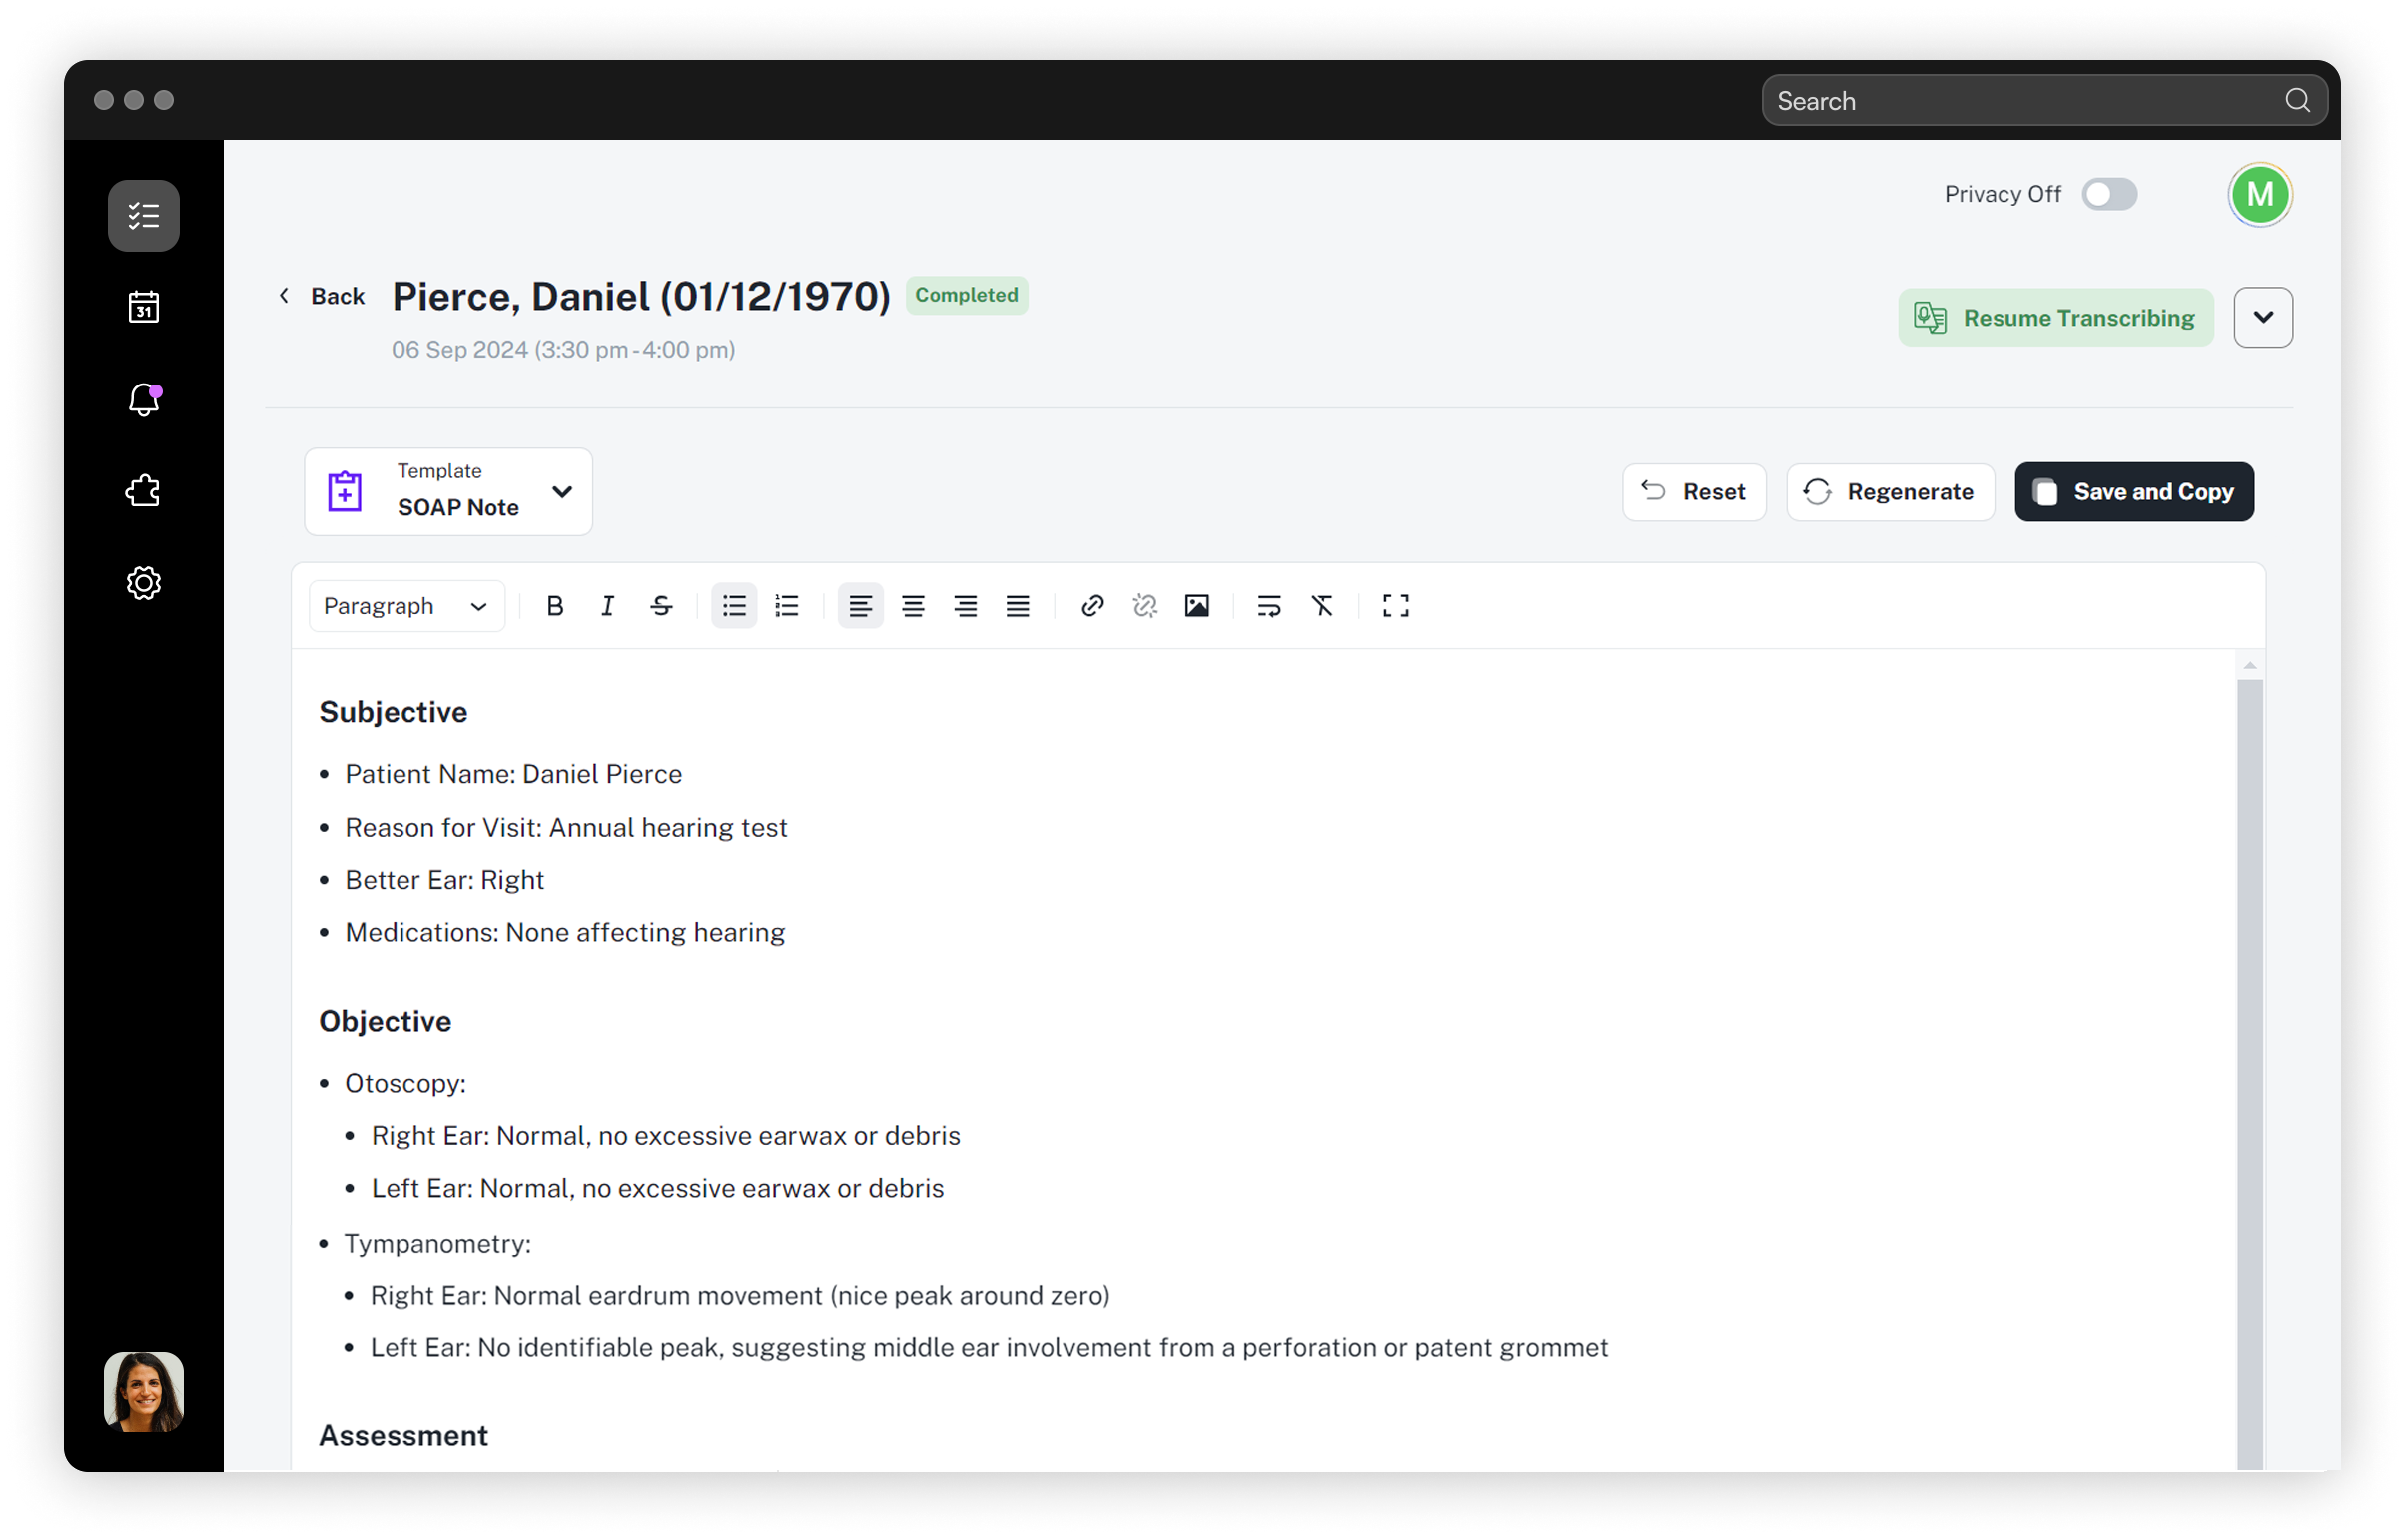 Search
Privacy Off
M
31
Back
Pierce, Daniel (01/12/1970)
Completed
06 Sep 2024 (3:30 pm-4:00 pm)
Resume Transcribing
Template
SOAP Note
Reset
Regenerate
Save and Copy
Paragraph
Subjective
• Patient Name: Daniel Pierce
• Reason for Visit: Annual hearing test
• Better Ear: Right
• Medications: None affecting hearing
Objective
• Otoscopy:
• Right Ear: Normal, no excessive earwax or debris
• Left Ear: Normal, no excessive earwax or debris
• Tympanometry:
• Right Ear: Normal eardrum movement (nice peak around zero)
• Left Ear: No identifiable peak, suggesting middle ear involvement from a perforation or patent grommet
Assessment